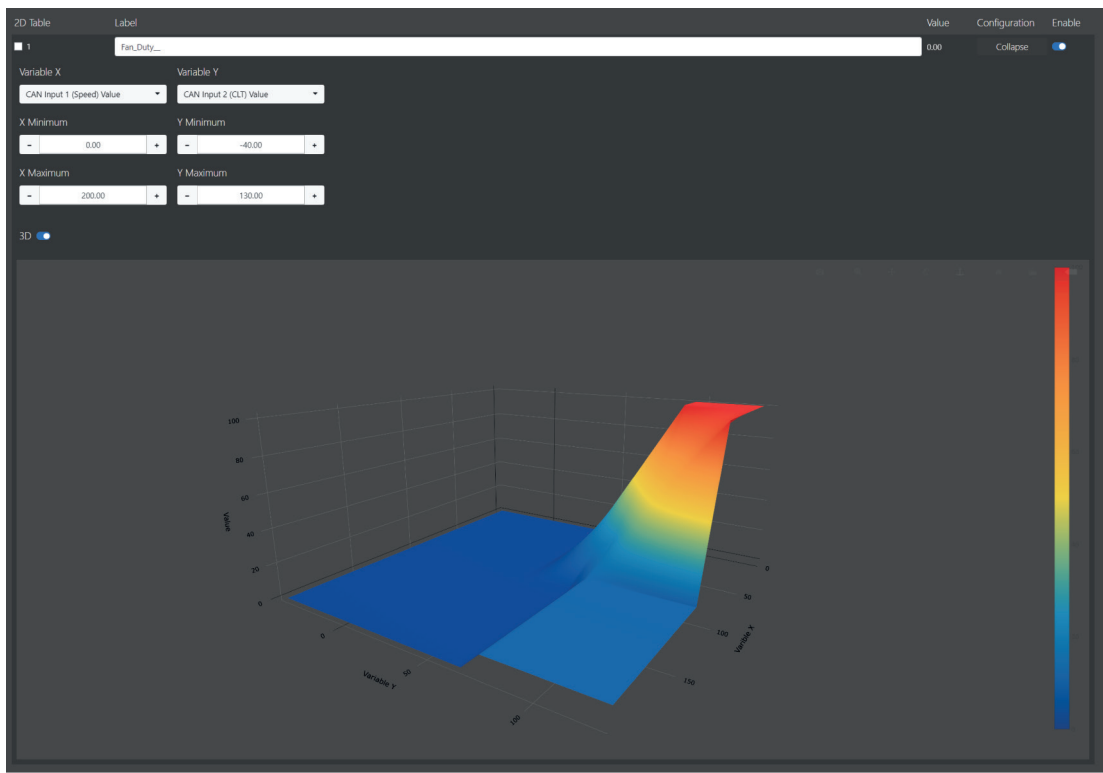 2D Table Label Value Configuration Enable
1 Fan_Duty__ 0.00 Collapse
Variable X Variable Y
CAN Input 1 (Speed) Value CAN Input 2 (CLT) Value
X Minimum Y Minimum
- 0.00 + - -40.00 +
X Maximum Y Maximum
- 200.00 + - 130.00 +
3D
100
80
60
40
20
0
Value
0
50
100
Variable Y
0
50
100
150
Varible X